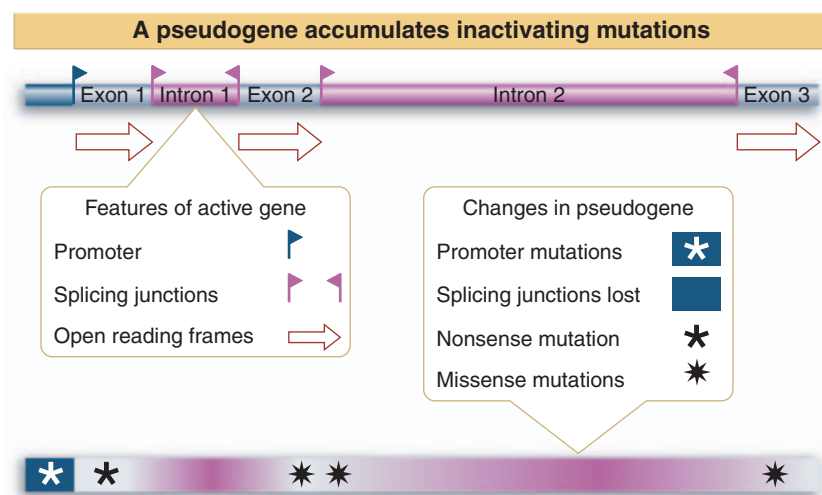 A pseudogene accumulates inactivating mutations
Exon 1 Intron 1 Exon 2 Intron 2 Exon 3
Features of active gene
Promoter
Splicing junctions
Open reading frames
Changes in pseudogene
Promoter mutations
Splicing junctions lost
Nonsense mutation
Missense mutations